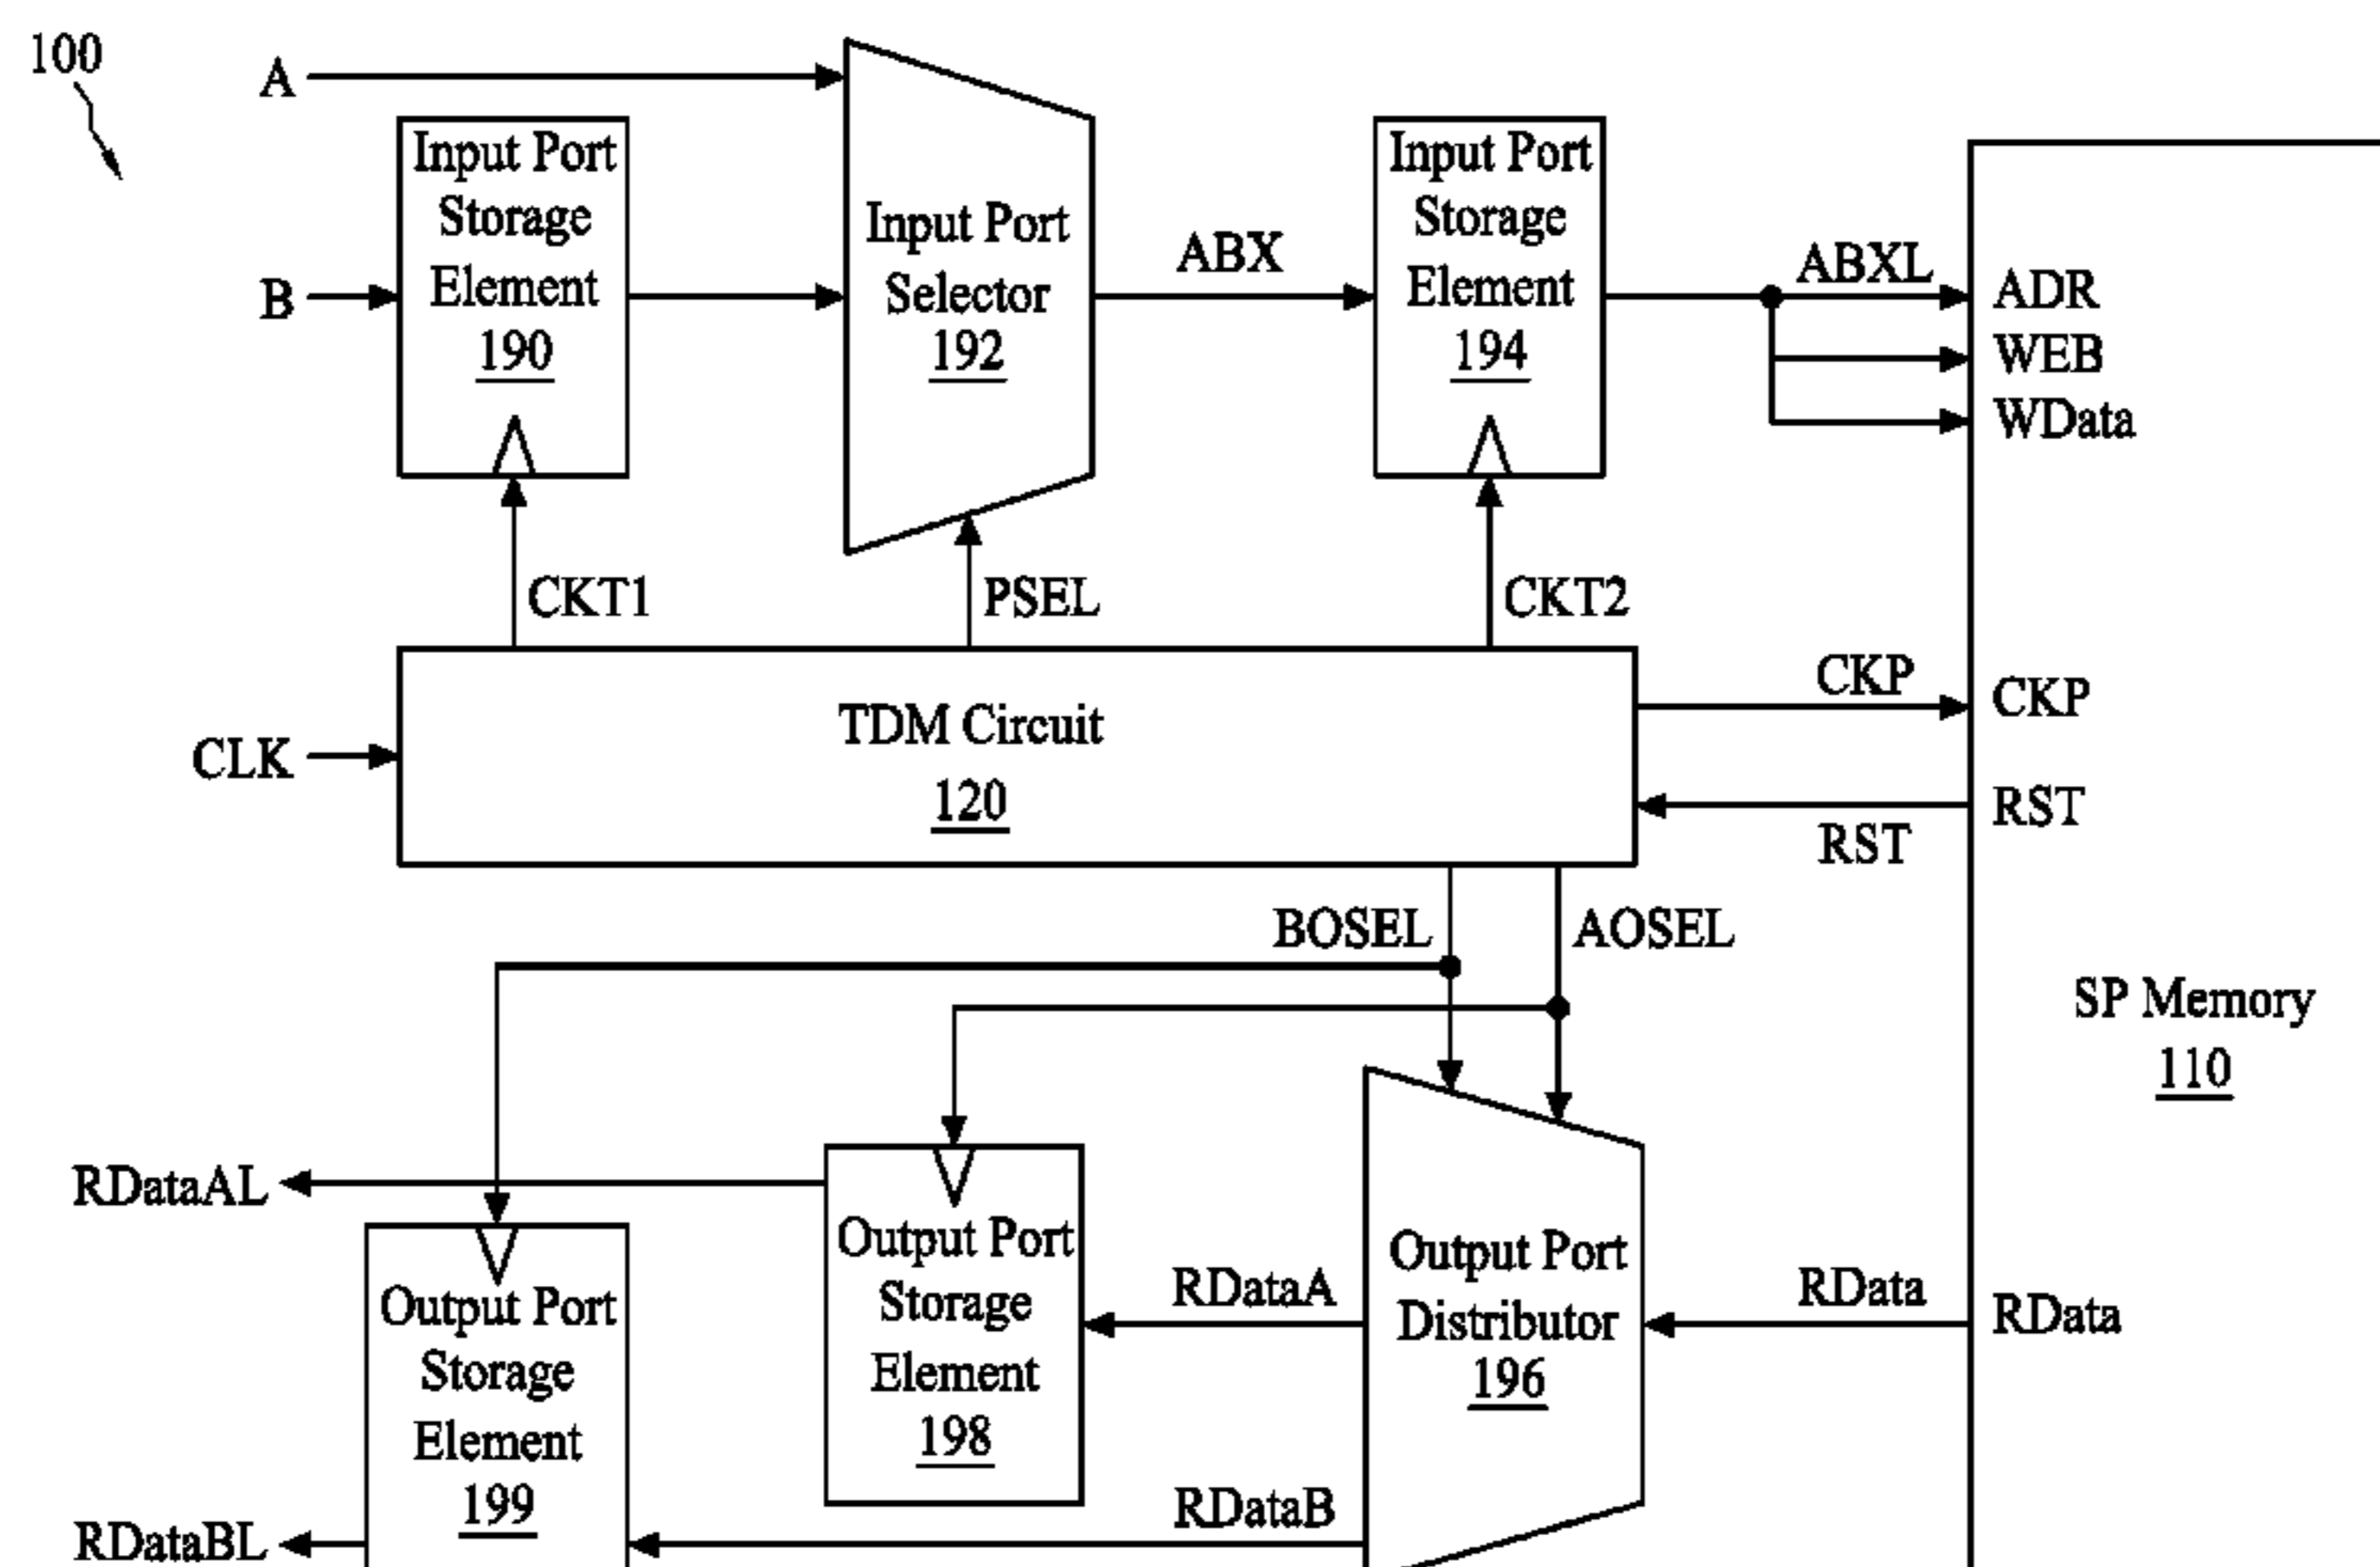 100
A
B
Input Port
Storage
Element
190
Input Port
Selector
192
ABX
Input Port
Storage
Element
194
ABXL
ADR
WEB
WData
CKT1
PSEL
CKT2
CLK
TDM Circuit
120
CKP
CKP
RST
RST
BOSEL
AOSEL
SP Memory
110
RDataAL
Output Port
Storage
Element
199
RDataBL
Output Port
Storage
Element
198
RDataA
RDataB
Output Port
Distributor
196
RData
RData